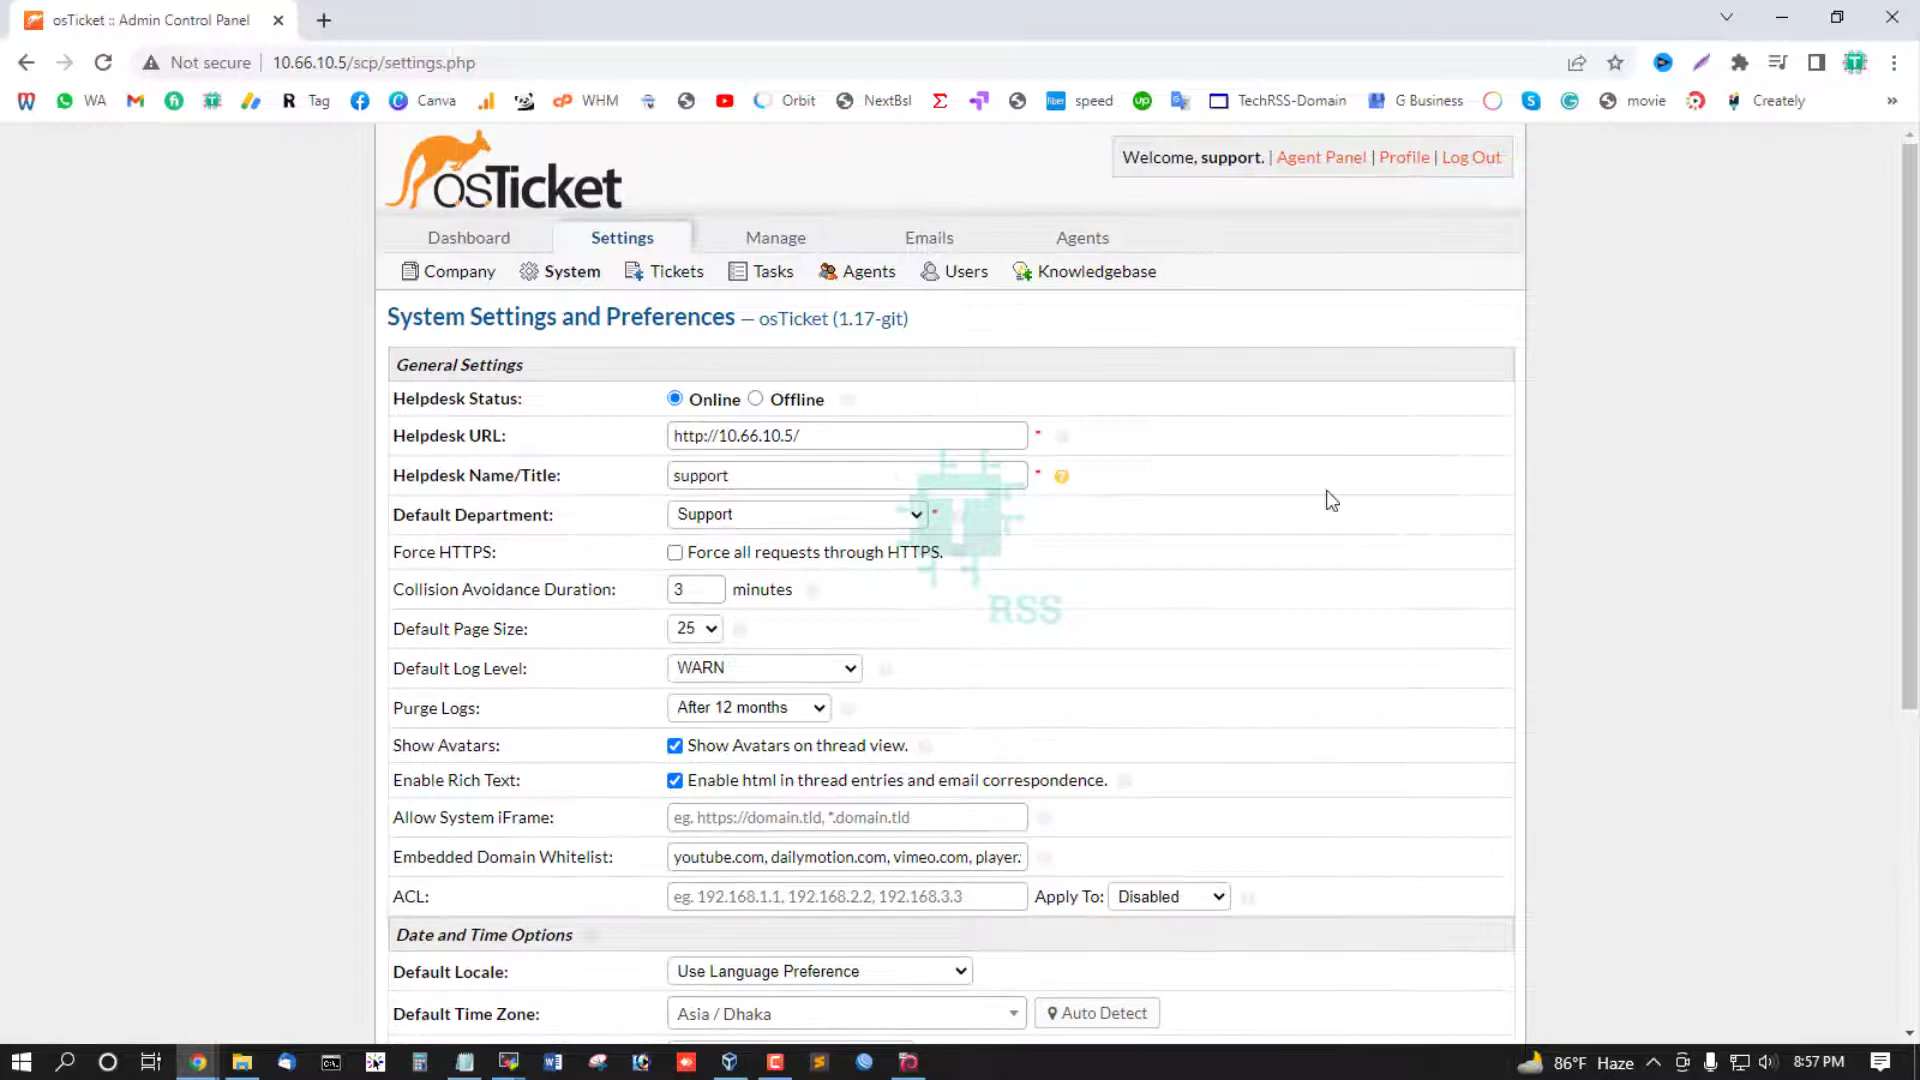 osTicket :: Admin Control Panel
Not secure
10.66.10.5/scp/settings.php
WA
Tag
Canva
WHM
Orbit
NextBsl
speed
TechRSS-Domain
G Business
movie
Creately
osTicket
Welcome, support. | Agent Panel | Profile | Log Out
Dashboard
Settings
Manage
Emails
Agents
Company
System
Tickets
Tasks
Agents
Users
Knowledgebase
System Settings and Preferences — osTicket (1.17-git)
General Settings
Helpdesk Status:
Online
Offline
Helpdesk URL:
http://10.66.10.5/
*
Helpdesk Name/Title:
support
*
Default Department:
Support
*
Force HTTPS:
Force all requests through HTTPS.
Collision Avoidance Duration:
3
minutes
RSS
Default Page Size:
25
Default Log Level:
WARN
Purge Logs:
After 12 months
Show Avatars:
Show Avatars on thread view.
Enable Rich Text:
Enable html in thread entries and email correspondence.
Allow System iFrame:
eg. https://domain.tld, *.domain.tld
Embedded Domain Whitelist:
youtube.com, dailymotion.com, vimeo.com, player.
ACL:
eg. 192.168.1.1, 192.168.2.2, 192.168.3.3
Apply To:
Disabled
Date and Time Options
Default Locale:
Use Language Preference
Default Time Zone:
Asia / Dhaka
Auto Detect
86°F Haze
8:57 PM